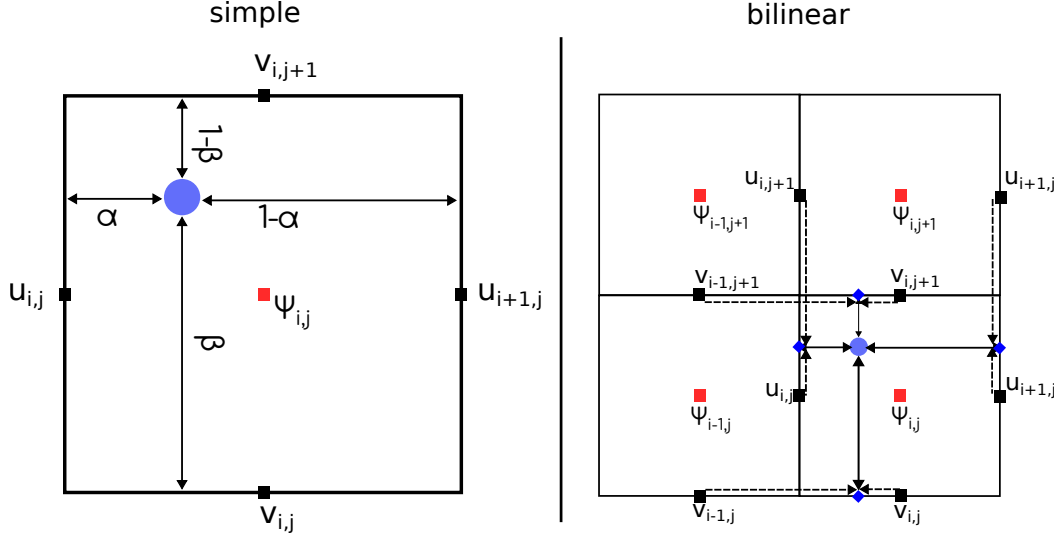 simple
v_{i,j+1}
1-β
α
1-α
u_{i,j}
ψ_{i,j}
u_{i+1,j}
β
v_{i,j}
bilinear
u_{i,j+1}
u_{i+1,j}
ψ_{i-1,j+1}
ψ_{i,j+1}
v_{i-1,j+1}
v_{i,j+1}
u_{i,j}
u_{i+1,j}
ψ_{i-1,j}
ψ_{i,j}
v_{i-1,j}
v_{i,j}